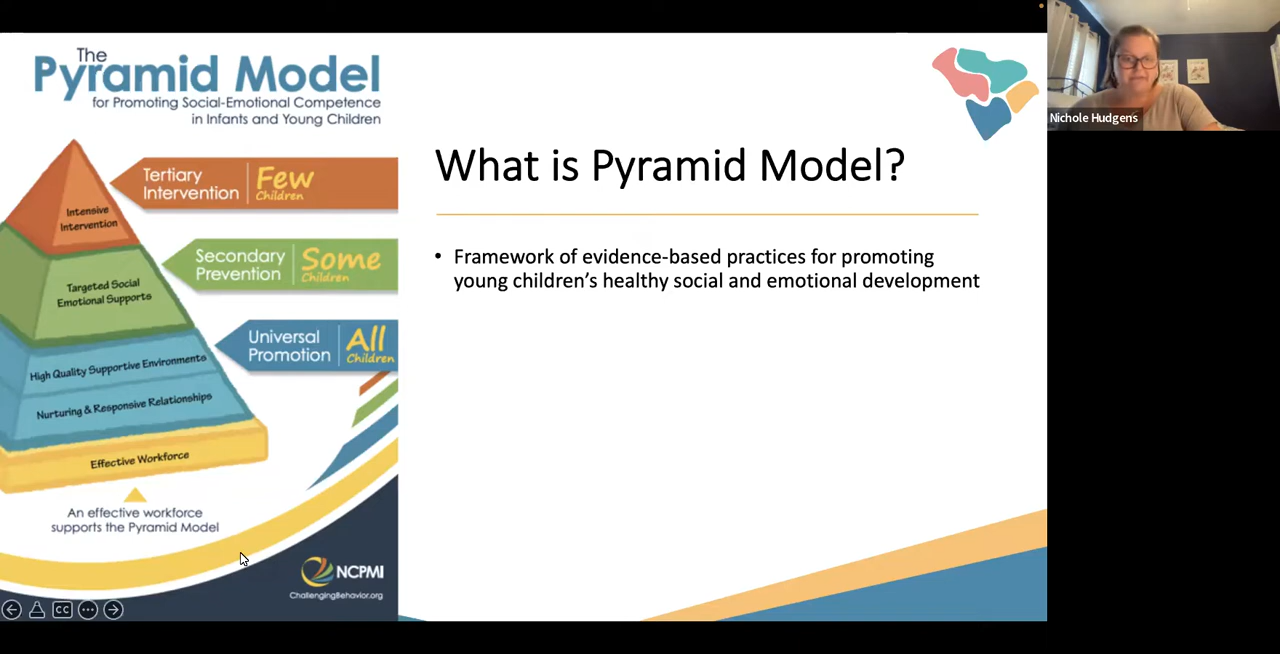 The
Pyramid Model
for Promoting Social-Emotional Competence
in Infants and Young Children
Tertiary
Intervention
Few
Children
Intensive
Intervention
Secondary
Prevention
Some
Children
Targeted Social
Emotional Supports
Universal
Promotion
All
Children
High Quality Supportive Environments
Nurturing & Responsive Relationships
Effective Workforce
An effective workforce
supports the Pyramid Model
NCPMI
ChallengingBehavior.org
CC
What is Pyramid Model?
• Framework of evidence-based practices for promoting
young children’s healthy social and emotional development
Nichole Hudgens